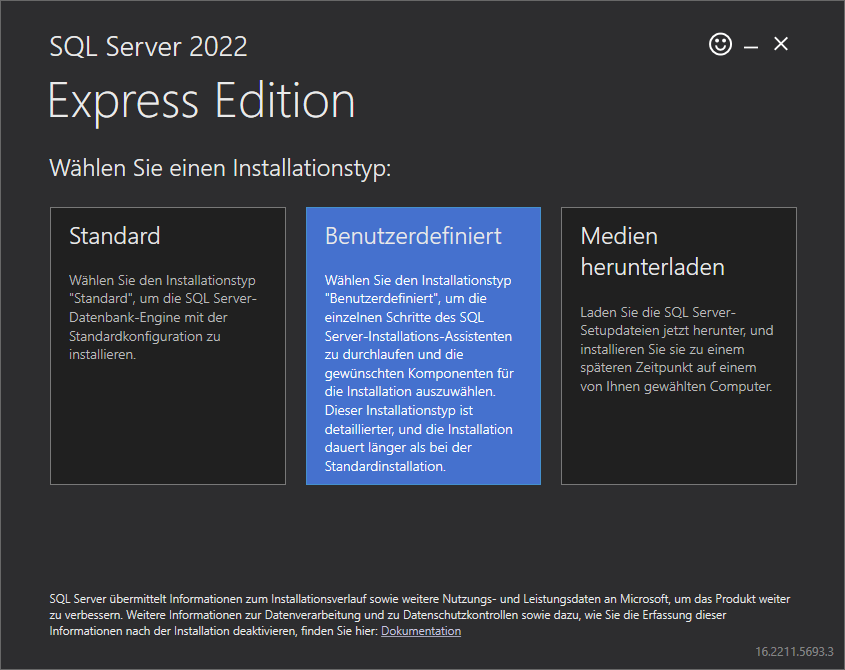 SQL Server 2022
Express Edition
Wählen Sie einen Installationstyp:
Standard
Wählen Sie den Installationstyp
"Standard", um die SQL Server-
Datenbank-Engine mit der
Standardkonfiguration zu
installieren.
Benutzerdefiniert
Wählen Sie den Installationstyp
"Benutzerdefiniert", um die
einzelnen Schritte des SQL
Server-Installations-Assistenten
zu durchlaufen und die
gewünschten Komponenten für
die Installation auszuwählen.
Dieser Installationstyp ist
detaillierter, und die Installation
dauert länger als bei der
Standardinstallation.
Medien
herunterladen
Laden Sie die SQL Server-
Setupdateien jetzt herunter, und
installieren Sie sie zu einem
späteren Zeitpunkt auf einem
von Ihnen gewählten Computer.
SQL Server übermittelt Informationen zum Installationsverlauf sowie weitere Nutzungs- und Leistungsdaten an Microsoft, um das Produkt weiter
zu verbessern. Weitere Informationen zur Datenverarbeitung und zu Datenschutzkontrollen sowie dazu, wie Sie die Erfassung dieser
Informationen nach der Installation deaktivieren, finden Sie hier: Dokumentation
16.2211.5693.3